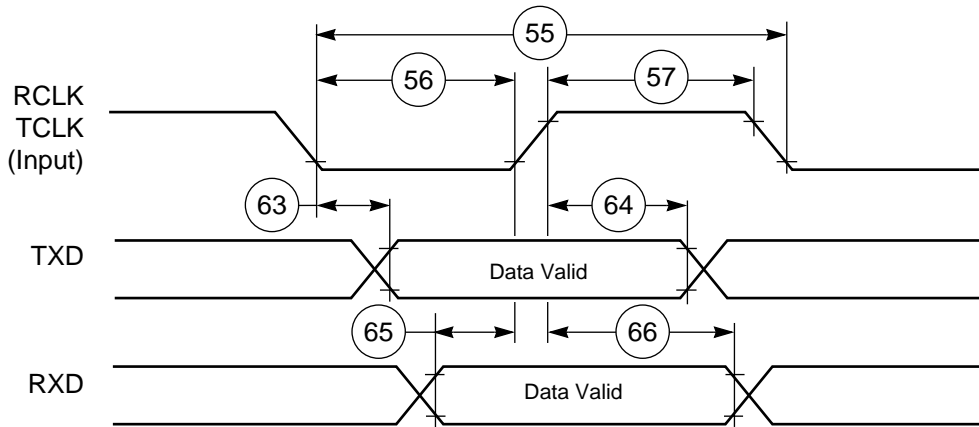 55
56
57
RCLK
TCLK
(Input)
63
64
TXD
Data Valid
65
66
RXD
Data Valid